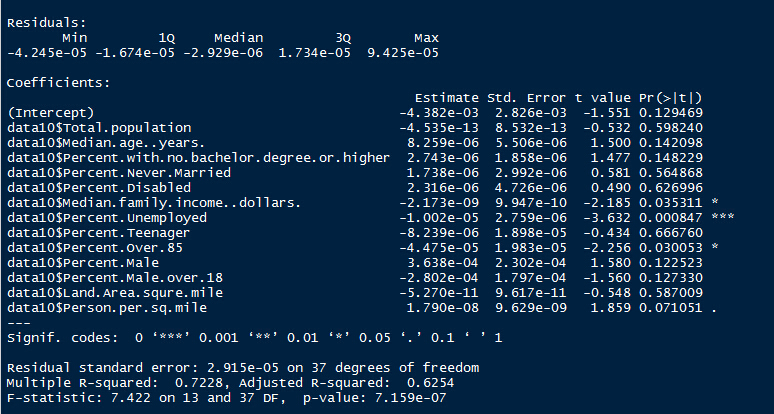 Residuals:
Min 1Q Median 3Q Max
-4.245e-05 -1.674e-05 -2.929e-06 1.734e-05 9.425e-05
Coefficients:
Estimate Std. Error t value Pr(>|t|)
(Intercept) -4.382e-03 2.826e-03 -1.551 0.129469
data10$Total.population -4.535e-13 8.532e-13 -0.532 0.598240
data10$Median.age..years. 8.259e-06 5.506e-06 1.500 0.142098
data10$Percent.with.no.bachelor.degree.or.higher 2.743e-06 1.858e-06 1.477 0.148229
data10$Percent.Never.Married 1.738e-06 2.992e-06 0.581 0.564868
data10$Percent.Disabled 2.316e-06 4.726e-06 0.490 0.626996
data10$Median.family.income..dollars. -2.173e-09 9.947e-10 -2.185 0.035311 *
data10$Percent.Unemployed -1.002e-05 2.759e-06 -3.632 0.000847 ***
data10$Percent.Teenager -8.239e-06 1.898e-05 -0.434 0.666760
data10$Percent.Over.85 -4.475e-05 1.983e-05 -2.256 0.030053 *
data10$Percent.Male 3.638e-04 2.302e-04 1.580 0.122523
data10$Percent.Male.over.18 -2.802e-04 1.797e-04 -1.560 0.127330
data10$Land.Area.squre.mile -5.270e-11 9.617e-11 -0.548 0.587009
data10$Person.per.sq.mile 1.790e-08 9.629e-09 1.859 0.071051 .
---
Signif. codes: 0 ‘***’ 0.001 ‘**’ 0.01 ‘*’ 0.05 ‘.’ 0.1 ‘ ’ 1
Residual standard error: 2.915e-05 on 37 degrees of freedom
Multiple R-squared: 0.7228, Adjusted R-squared: 0.6254
F-statistic: 7.422 on 13 and 37 DF, p-value: 7.159e-07